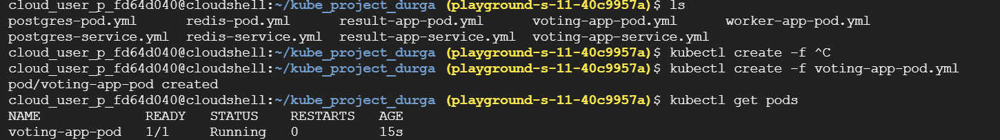 cloud_user_p_fd64d040@cloudshell:~/kube_project_durga (playground-s-11-40c9957a)$ ls
postgres-pod.yml      redis-pod.yml      result-app-pod.yml      voting-app-pod.yml      worker-app-pod.yml
postgres-service.yml  redis-service.yml  result-app-service.yml  voting-app-service.yml
cloud_user_p_fd64d040@cloudshell:~/kube_project_durga (playground-s-11-40c9957a)$ kubectl create -f ^C
cloud_user_p_fd64d040@cloudshell:~/kube_project_durga (playground-s-11-40c9957a)$ kubectl create -f voting-app-pod.yml
pod/voting-app-pod created
cloud_user_p_fd64d040@cloudshell:~/kube_project_durga (playground-s-11-40c9957a)$ kubectl get pods
NAME             READY   STATUS    RESTARTS   AGE
voting-app-pod   1/1     Running   0          15s